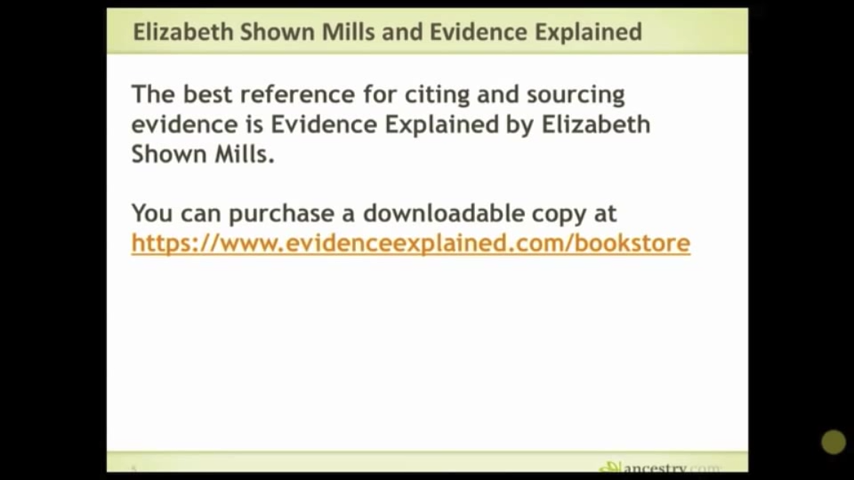 Elizabeth Shown Mills and Evidence Explained
The best reference for citing and sourcing
evidence is Evidence Explained by Elizabeth
Shown Mills.
You can purchase a downloadable copy at
https://www.evidenceexplained.com/bookstore
ancestry.com